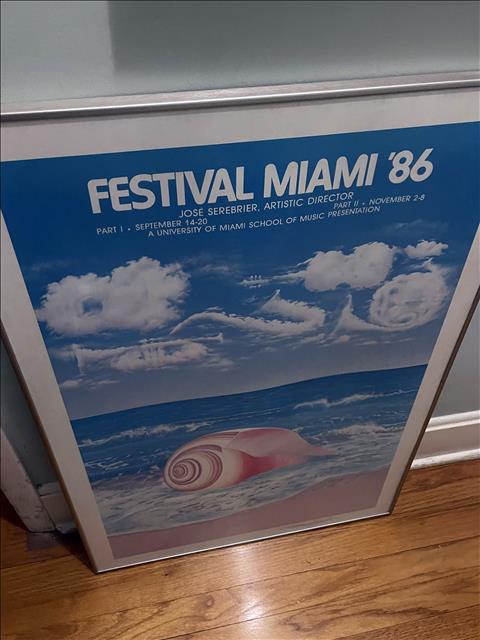 FESTIVAL MIAMI '86
JOSE SEREBRIER, ARTISTIC DIRECTOR
PART I • SEPTEMBER 14-20 PART II • NOVEMBER 2-8
A UNIVERSITY OF MIAMI SCHOOL OF MUSIC PRESENTATION